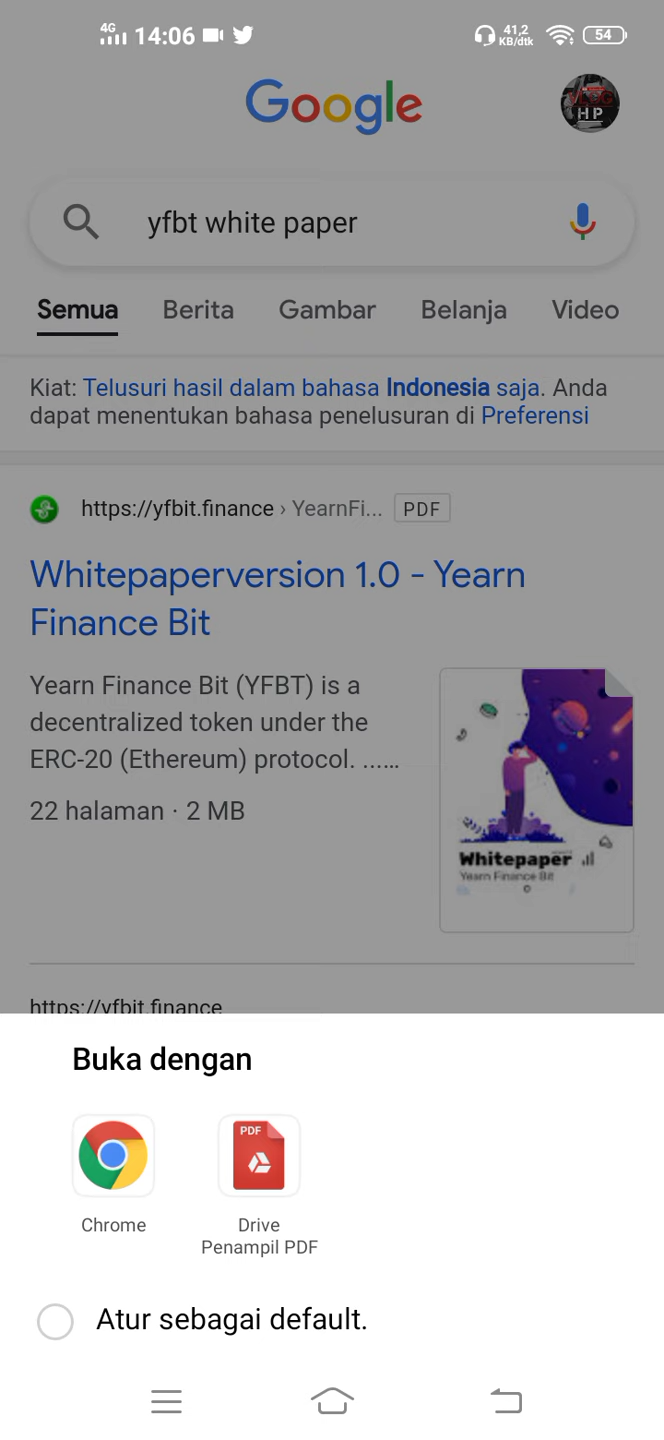 4G 14:06 41,2 KB/dtk 54
Google
VLOG
HP
yfbt white paper
Semua Berita Gambar Belanja Video
Kiat: Telusuri hasil dalam bahasa Indonesia saja. Anda
dapat menentukan bahasa penelusuran di Preferensi
https://yfbit.finance › YearnFi... PDF
Whitepaperversion 1.0 - Yearn
Finance Bit
Yearn Finance Bit (YFBT) is a
decentralized token under the
ERC-20 (Ethereum) protocol. ......
22 halaman · 2 MB
Whitepaper
Yearn Finance Bit
https://yfbit.finance
Buka dengan
PDF
Chrome
Drive
Penampil PDF
Atur sebagai default.